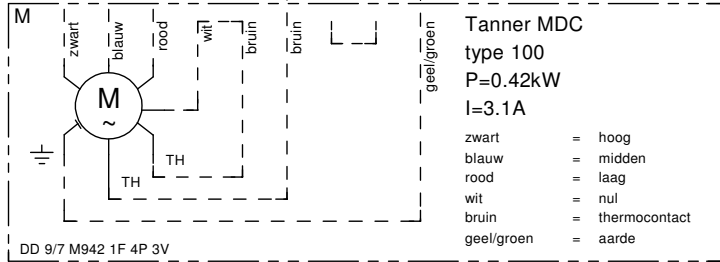 M
zwart
blauw
rood
wit
bruin
bruin
geel/groen
M
~
TH
TH
DD 9/7 M942 1F 4P 3V
Tanner MDC
type 100
P=0.42kW
I=3.1A
zwart = hoog
blauw = midden
rood = laag
wit = nul
bruin = thermocontact
geel/groen = aarde